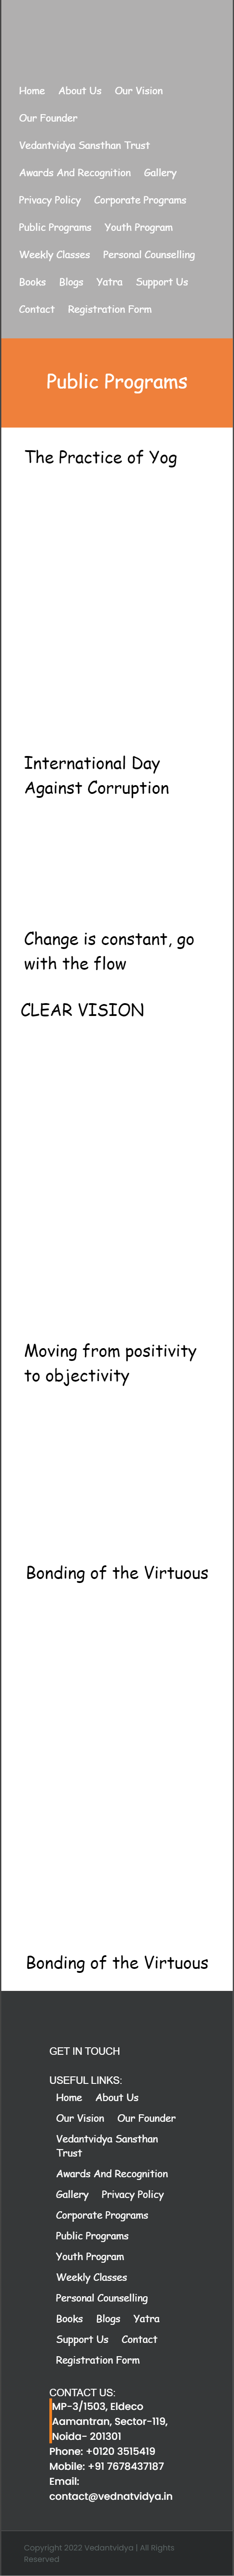 Home About Us Our Vision
Our Founder
Vedantvidya Sansthan Trust
Awards And Recognition Gallery
Privacy Policy Corporate Programs
Public Programs Youth Program
Weekly Classes Personal Counselling
Books Blogs Yatra Support Us
Contact Registration Form
Public Programs
The Practice of Yog
International Day
Against Corruption
Change is constant, go
with the flow
CLEAR VISION
Moving from positivity
to objectivity
Bonding of the Virtuous
Bonding of the Virtuous
GET IN TOUCH
USEFUL LINKS:
Home About Us
Our Vision Our Founder
Vedantvidya Sansthan
Trust
Awards And Recognition
Gallery Privacy Policy
Corporate Programs
Public Programs
Youth Program
Weekly Classes
Personal Counselling
Books Blogs Yatra
Support Us Contact
Registration Form
CONTACT US:
MP-3/1503, Eldeco
Aamantran, Sector-119,
Noida- 201301
Phone: +0120 3515419
Mobile: +91 7678437187
Email:
contact@vednatvidya.in
Copyright 2022 Vedantvidya | All Rights
Reserved